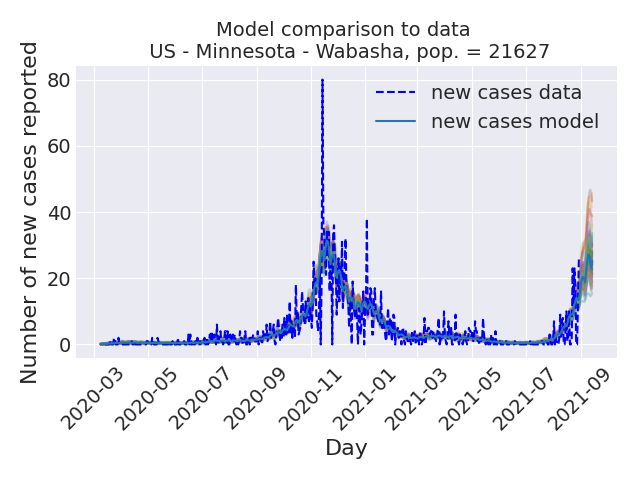 Model comparison to data
US - Minnesota - Wabasha, pop. = 21627
Number of new cases reported
80
60
40
20
0
new cases data
new cases model
2020-03
2020-05
2020-07
2020-09
2020-11
2021-01
2021-03
2021-05
2021-07
2021-09
Day